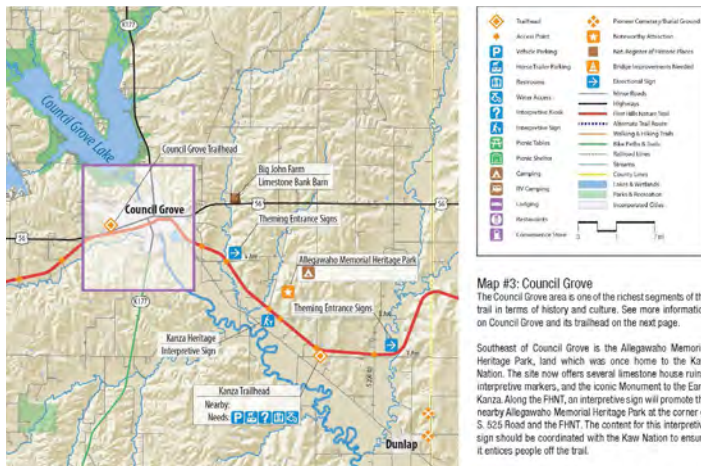 K177
Council Grove Lake
Council Grove Trailhead
Big John Farm
Limestone Bank Barn
Council Grove
56
56
Theming Entrance Signs
56
Allegawaho Memorial Heritage Park
Theming Entrance Signs
K177
Kanza Heritage
Interpretive Sign
Kanza Trailhead
Nearby:
Needs:
Dunlap
Trailhead
Access Point
Vehicle Parking
Horse Trailer Parking
Restrooms
Water Access
Interpretive Kiosk
Interpretive Sign
Picnic Tables
Picnic Shelter
Camping
RV Camping
Lodging
Restaurants
Convenience Store
Pioneer Cemetery/Burial Ground
Noteworthy Attraction
Nat. Register of Historic Places
Bridge Improvements Needed
Directional Sign
Minor Roads
Highways
Flint Hills Nature Trail
Alternate Trail Route
Walking & Hiking Trails
Bike Paths & Trails
Railroad Lines
Streams
County Lines
Lakes & Wetlands
Parks & Recreation
Incorporated Cities
0 1
Map #3: Council Grove
The Council Grove area is one of the richest segments of th
trail in terms of history and culture. See more informatio
on Council Grove and its trailhead on the next page.
Southeast of Council Grove is the Allegawaho Memori
Heritage Park, land which was once home to the Ka
Nation. The site now offers several limestone house ruin
interpretive markers, and the iconic Monument to the Ear
Kanza. Along the FHNT, an interpretive sign will promote th
nearby Allegawaho Memorial Heritage Park at the corner
S. 525 Road and the FHNT. The content for this interpretiv
sign should be coordinated with the Kaw Nation to ensur
it entices people off the trail.